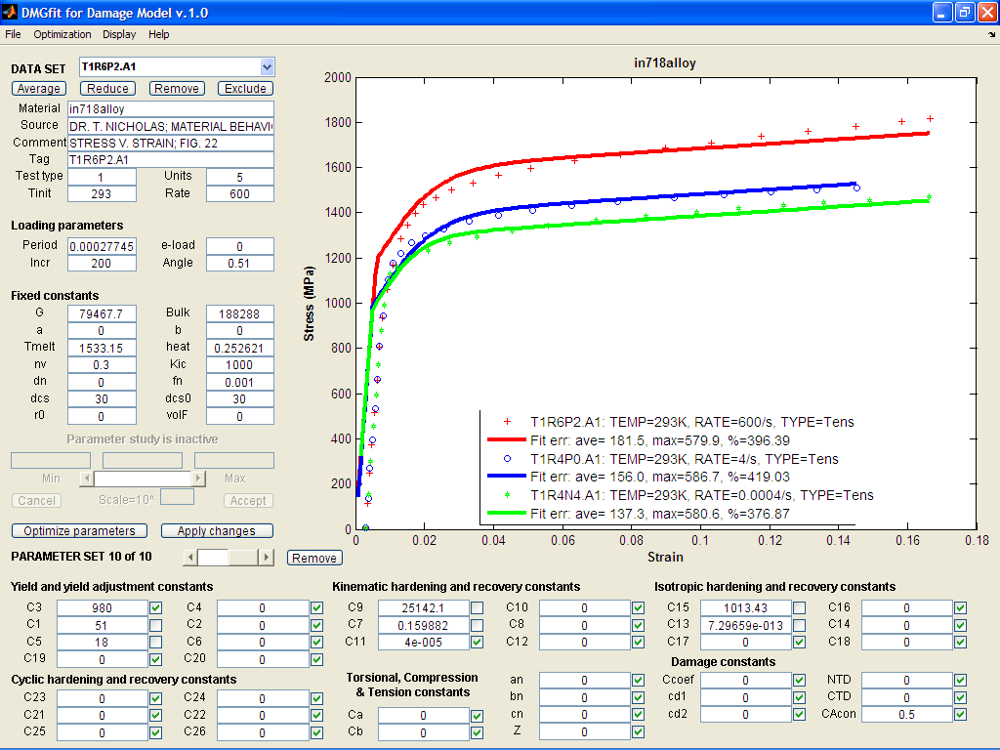 DMGfit for Damage Model v.1.0
File Optimization Display Help
DATA SET T1R6P2.A1
Average Reduce Remove Exclude
Material in718alloy
Source DR. T. NICHOLAS; MATERIAL BEHAVI
Comment STRESS V. STRAIN; FIG. 22
Tag T1R6P2.A1
Test type 1 Units 5
Tinit 293 Rate 600
Loading parameters
Period 0.00027745 e-load 0
Incr 200 Angle 0.51
Fixed constants
G 79467.7 Bulk 188288
a 0 b 0
Tmelt 1533.15 heat 0.252621
nv 0.3 Kic 1000
dn 0 fn 0.001
dcs 30 dcs0 30
r0 0 volF 0
Parameter study is inactive
Min Max
Cancel Scale=10^ Accept
Optimize parameters Apply changes
PARAMETER SET 10 of 10 Remove
in718alloy
Stress (MPa)
2000
1800
1600
1400
1200
1000
800
600
400
200
0
0 0.02 0.04 0.06 0.08 0.1 0.12 0.14 0.16 0.18
Strain
T1R6P2.A1: TEMP=293K, RATE=600/s, TYPE=Tens
Fit err: ave= 181.5, max=579.9, %=396.39
T1R4P0.A1: TEMP=293K, RATE=4/s, TYPE=Tens
Fit err: ave= 156.0, max=586.7, %=419.03
T1R4N4.A1: TEMP=293K, RATE=0.0004/s, TYPE=Tens
Fit err: ave= 137.3, max=580.6, %=376.87
Yield and yield adjustment constants
C3 980 C4 0
C1 51 C2 0
C5 18 C6 0
C19 0 C20 0
Cyclic hardening and recovery constants
C23 0 C24 0
C21 0 C22 0
C25 0 C26 0
Kinematic hardening and recovery constants
C9 25142.1 C10 0
C7 0.159882 C8 0
C11 4e-005 C12 0
Torsional, Compression
& Tension constants
Ca 0
Cb 0
an 0
bn 0
cn 0
Z 0
Isotropic hardening and recovery constants
C15 1013.43 C16 0
C13 7.29659e-013 C14 0
C17 0 C18 0
Damage constants
Ccoef 0 NTD 0
cd1 0 CTD 0
cd2 0 CAcon 0.5